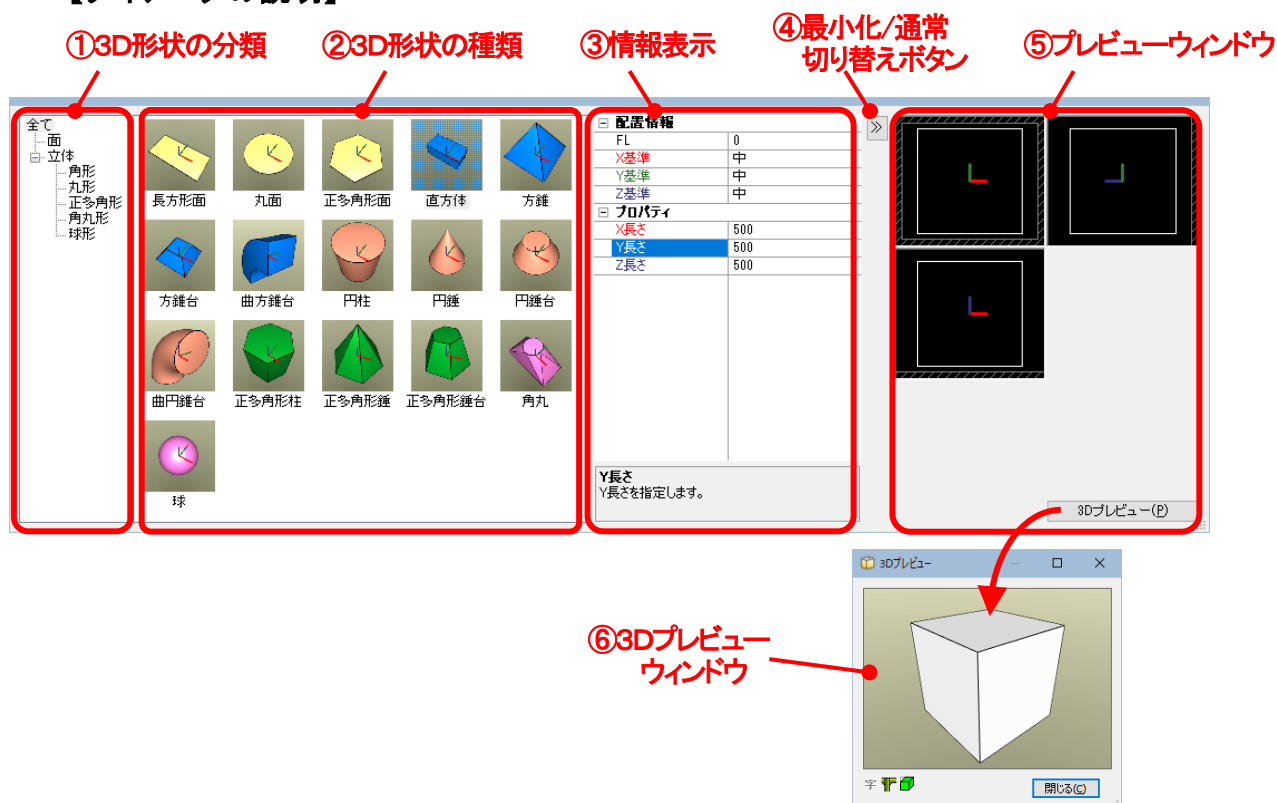 ①3D形状の分類
②3D形状の種類
③情報表示
④最小化/通常
切り替えボタン
⑤プレビューウィンドウ
全て
面
立体
角形
丸形
正多角形
角丸形
球形
長方形面
丸面
正多角形面
直方体
方錐
方錐台
曲方錐台
円柱
円錘
円錘台
曲円錐台
正多角形柱
正多角形錘
正多角形錘台
角丸
球
配置情報
FL 0
X基準 中
Y基準 中
Z基準 中
プロパティ
X長さ 500
Y長さ 500
Z長さ 500
Y長さ
Y長さを指定します。
3Dプレビュー(P)
3Dプレビュー
⑥3Dプレビュー
ウィンドウ
字
閉じる(C)